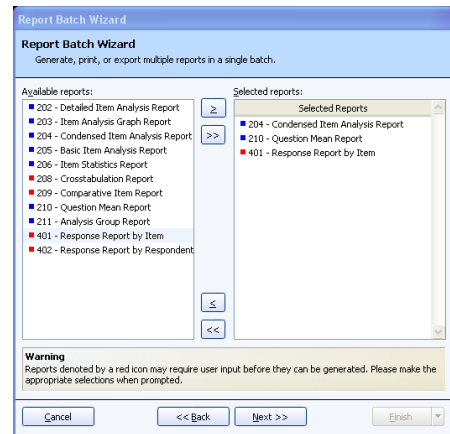 Report Batch Wizard
Report Batch Wizard
Generate, print, or export multiple reports in a single batch.
Available reports:
202 - Detailed Item Analysis Report
203 - Item Analysis Graph Report
204 - Condensed Item Analysis Report
205 - Basic Item Analysis Report
206 - Item Statistics Report
208 - Crosstabulation Report
209 - Comparative Item Report
210 - Question Mean Report
211 - Analysis Group Report
401 - Response Report by Item
402 - Response Report by Respondent
>
>>
<
<<
Selected reports:
Selected Reports
204 - Condensed Item Analysis Report
210 - Question Mean Report
401 - Response Report by Item
Warning
Reports denoted by a red icon may require user input before they can be generated. Please make the
appropriate selections when prompted.
Cancel
<< Back
Next >>
Finish